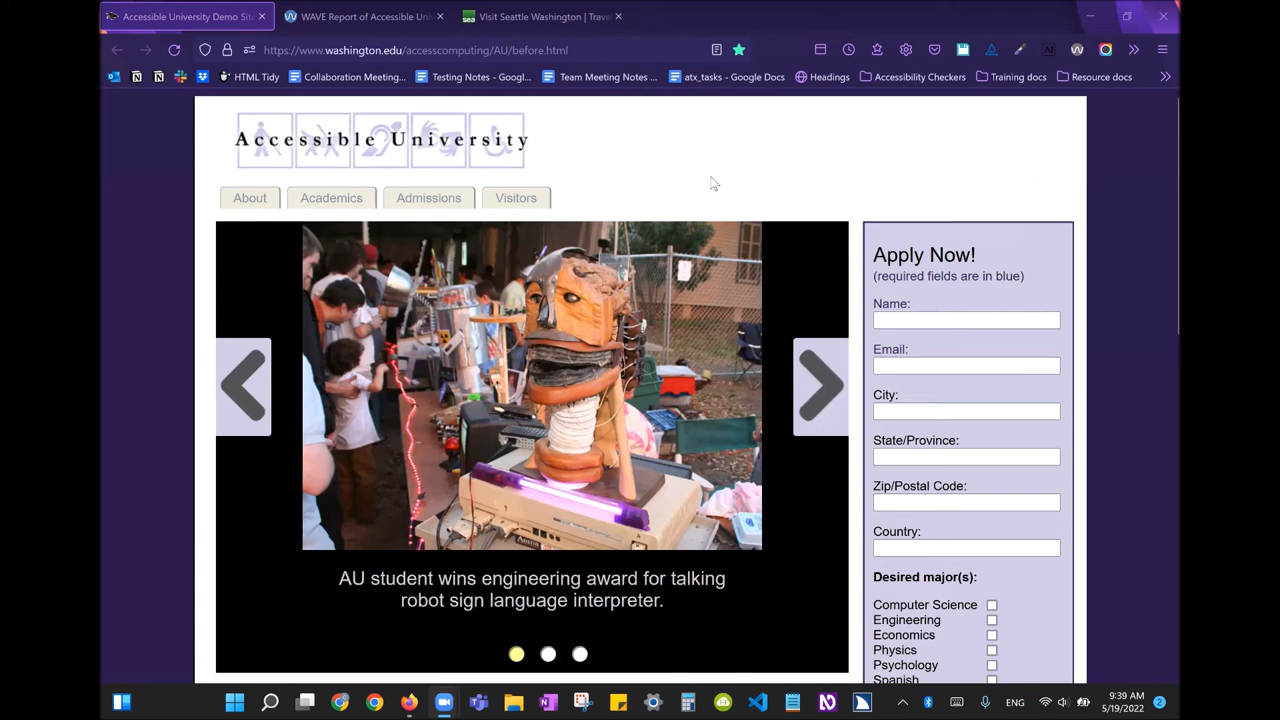 Accessible University Demo Sit
WAVE Report of Accessible Uni
sea Visit Seattle Washington | Trave
https://www.washington.edu/accesscomputing/AU/before.html
HTML Tidy
Collaboration Meeting...
Testing Notes - Googl...
Team Meeting Notes ...
atx_tasks - Google Docs
Headings
Accessibility Checkers
Training docs
Resource docs
Accessible University
About
Academics
Admissions
Visitors
AU student wins engineering award for talking
robot sign language interpreter.
Apply Now!
(required fields are in blue)
Name:
Email:
City:
State/Province:
Zip/Postal Code:
Country:
Desired major(s):
Computer Science
Engineering
Economics
Physics
Psychology
Spanish
ENG
9:39 AM
5/19/2022
2